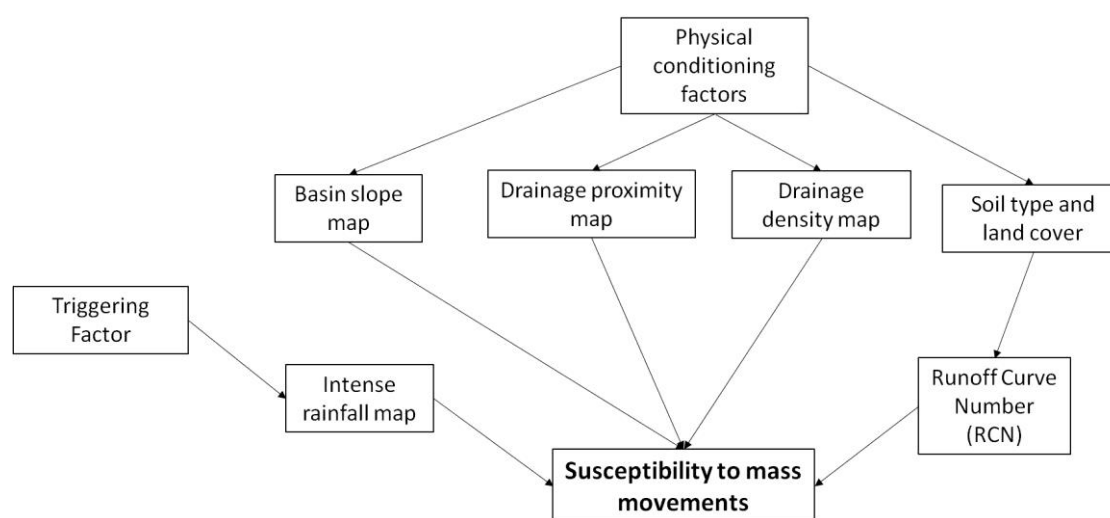 Physical
conditioning
factors
Basin slope
map
Drainage proximity
map
Drainage
density map
Soil type and
land cover
Triggering
Factor
Intense
rainfall map
Runoff Curve
Number
(RCN)
Susceptibility to mass
movements